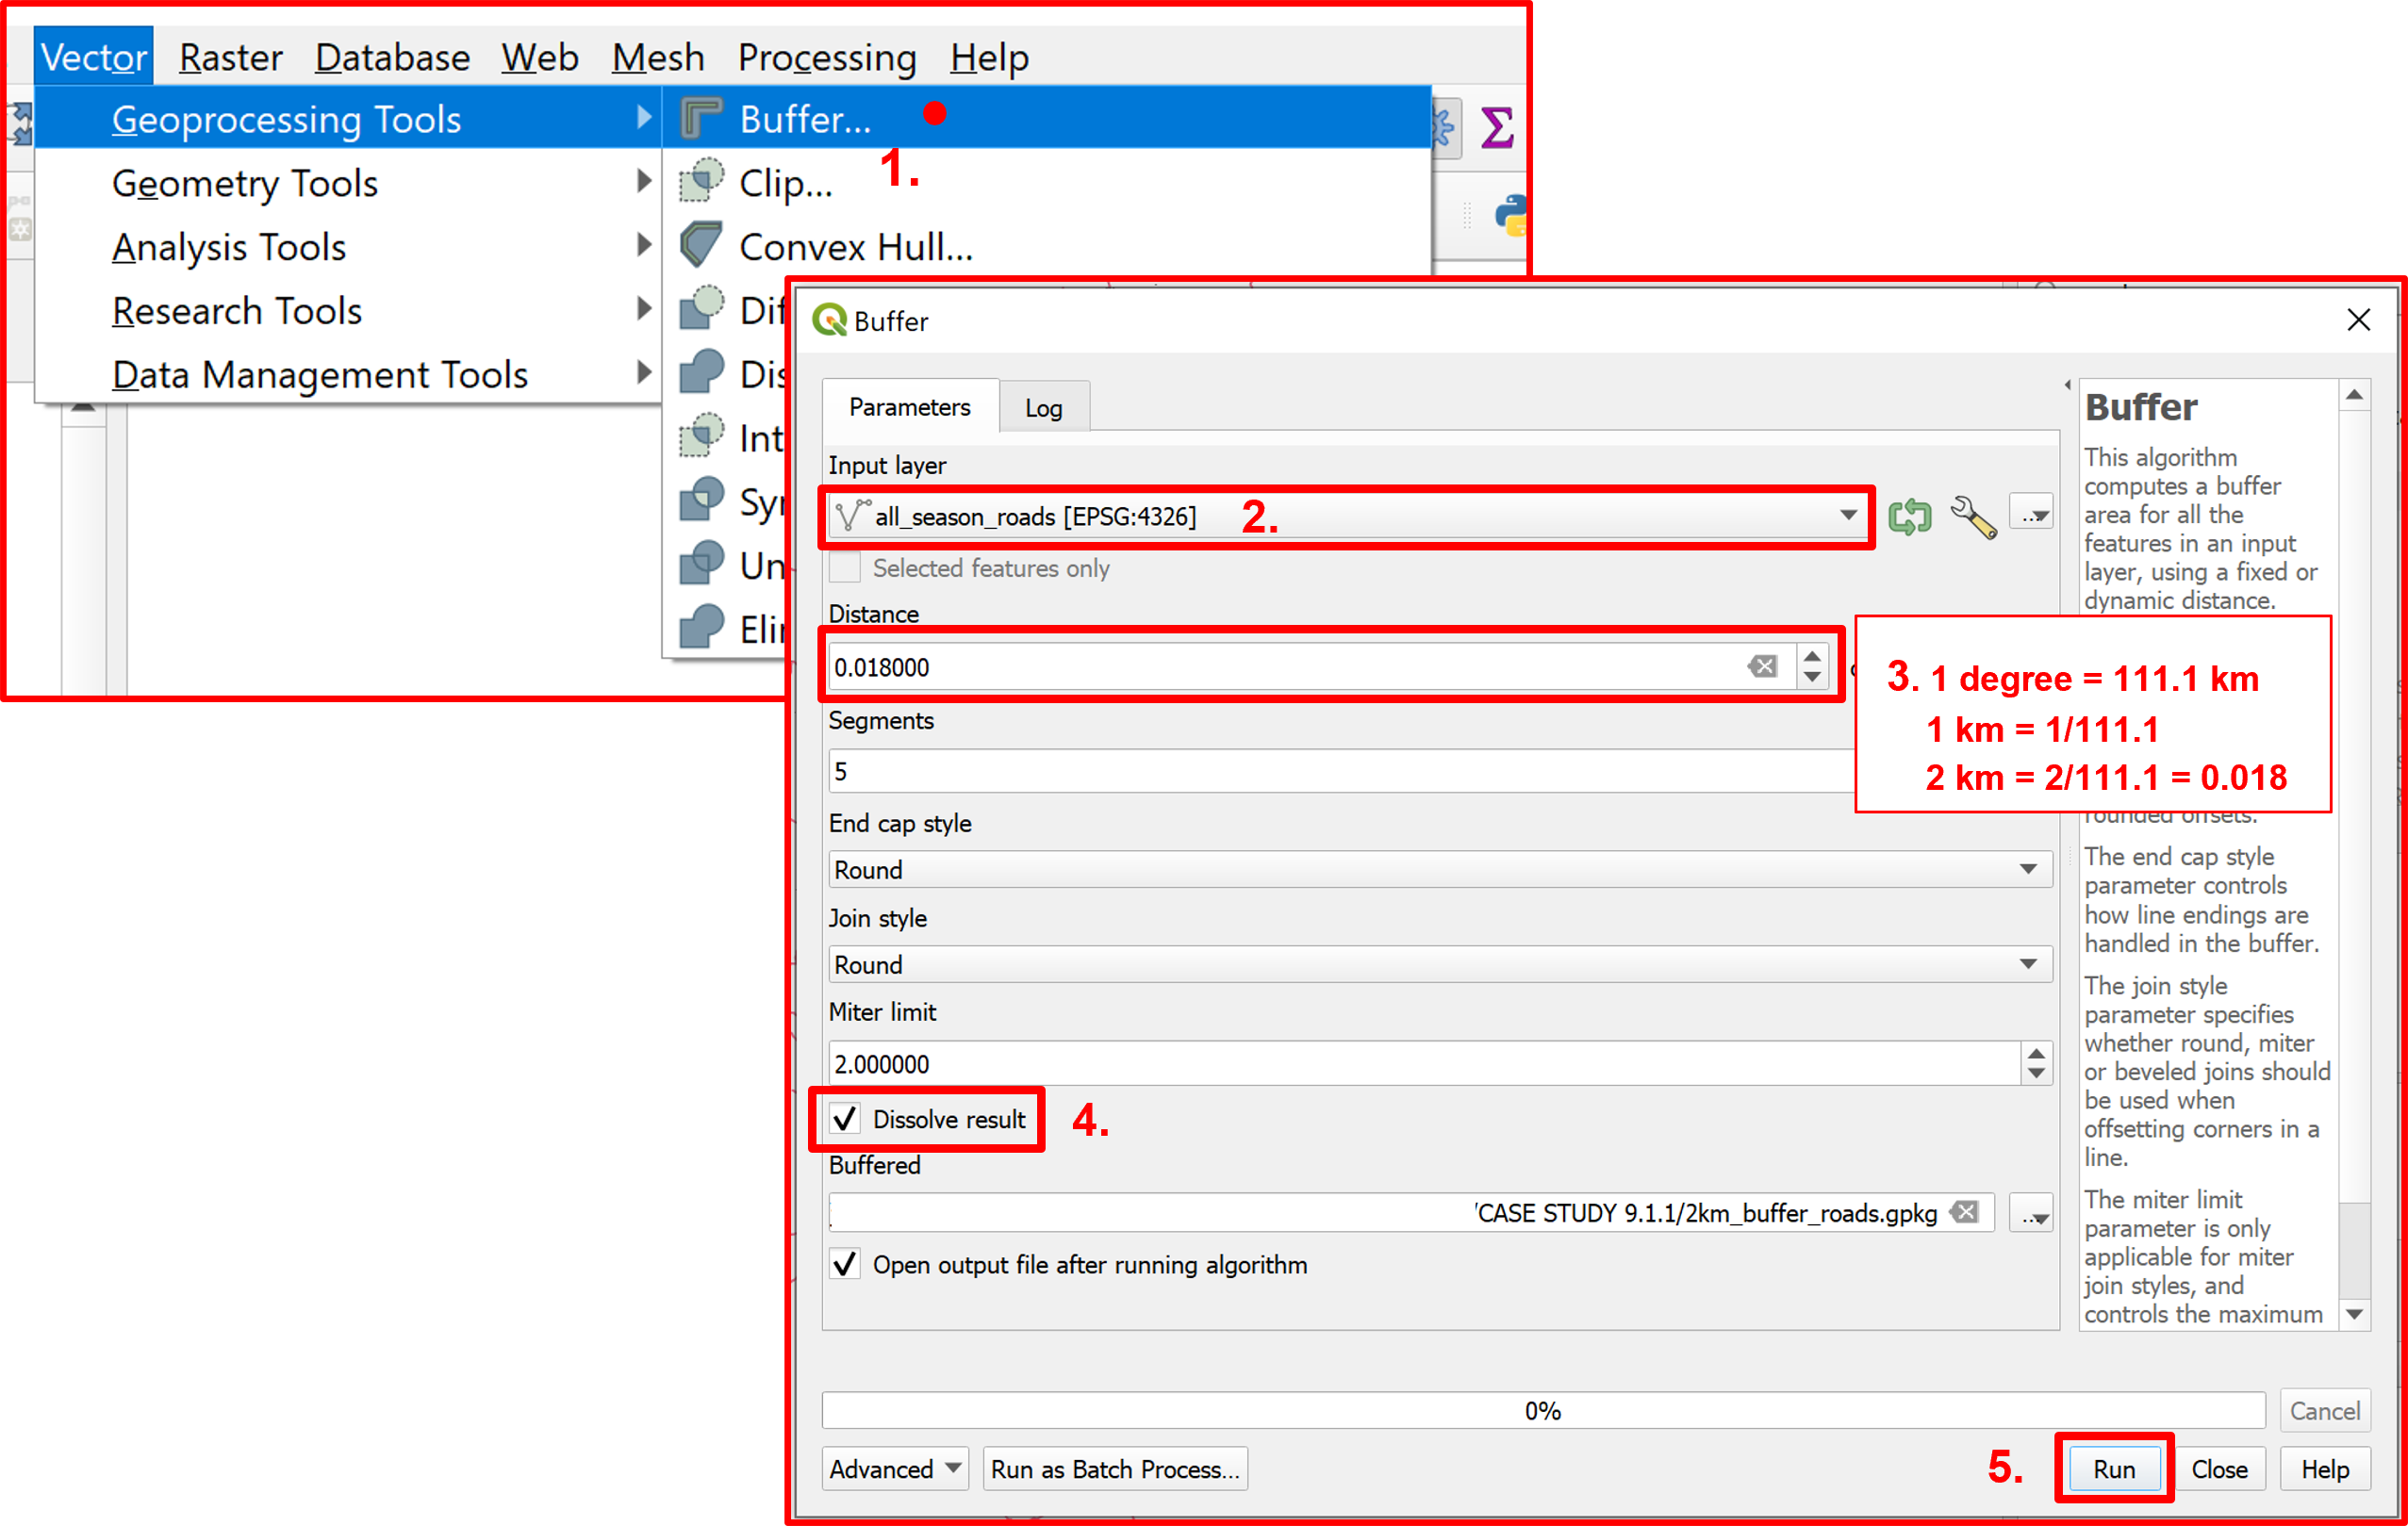 Vector Raster Database Web Mesh Processing Help
Geoprocessing Tools
Geometry Tools
Analysis Tools
Research Tools
Data Management Tools
Buffer...
1.
Clip...
Convex Hull...
Σ
Buffer
Parameters
Log
Input layer
all_season_roads [EPSG:4326]
2.
...
Selected features only
Distance
0.018000
Segments
5
End cap style
Round
Join style
Round
Miter limit
2.000000
Dissolve result
4.
Buffered
/CASE STUDY 9.1.1/2km_buffer_roads.gpkg
...
Open output file after running algorithm
Buffer
This algorithm
computes a buffer
area for all the
features in an input
layer, using a fixed or
dynamic distance.
3. 1 degree = 111.1 km
1 km = 1/111.1
2 km = 2/111.1 = 0.018
rounded offsets.
The end cap style
parameter controls
how line endings are
handled in the buffer.
The join style
parameter specifies
whether round, miter
or beveled joins should
be used when
offsetting corners in a
line.
The miter limit
parameter is only
applicable for miter
join styles, and
controls the maximum
0%
Cancel
Advanced
Run as Batch Process...
5.
Run
Close
Help